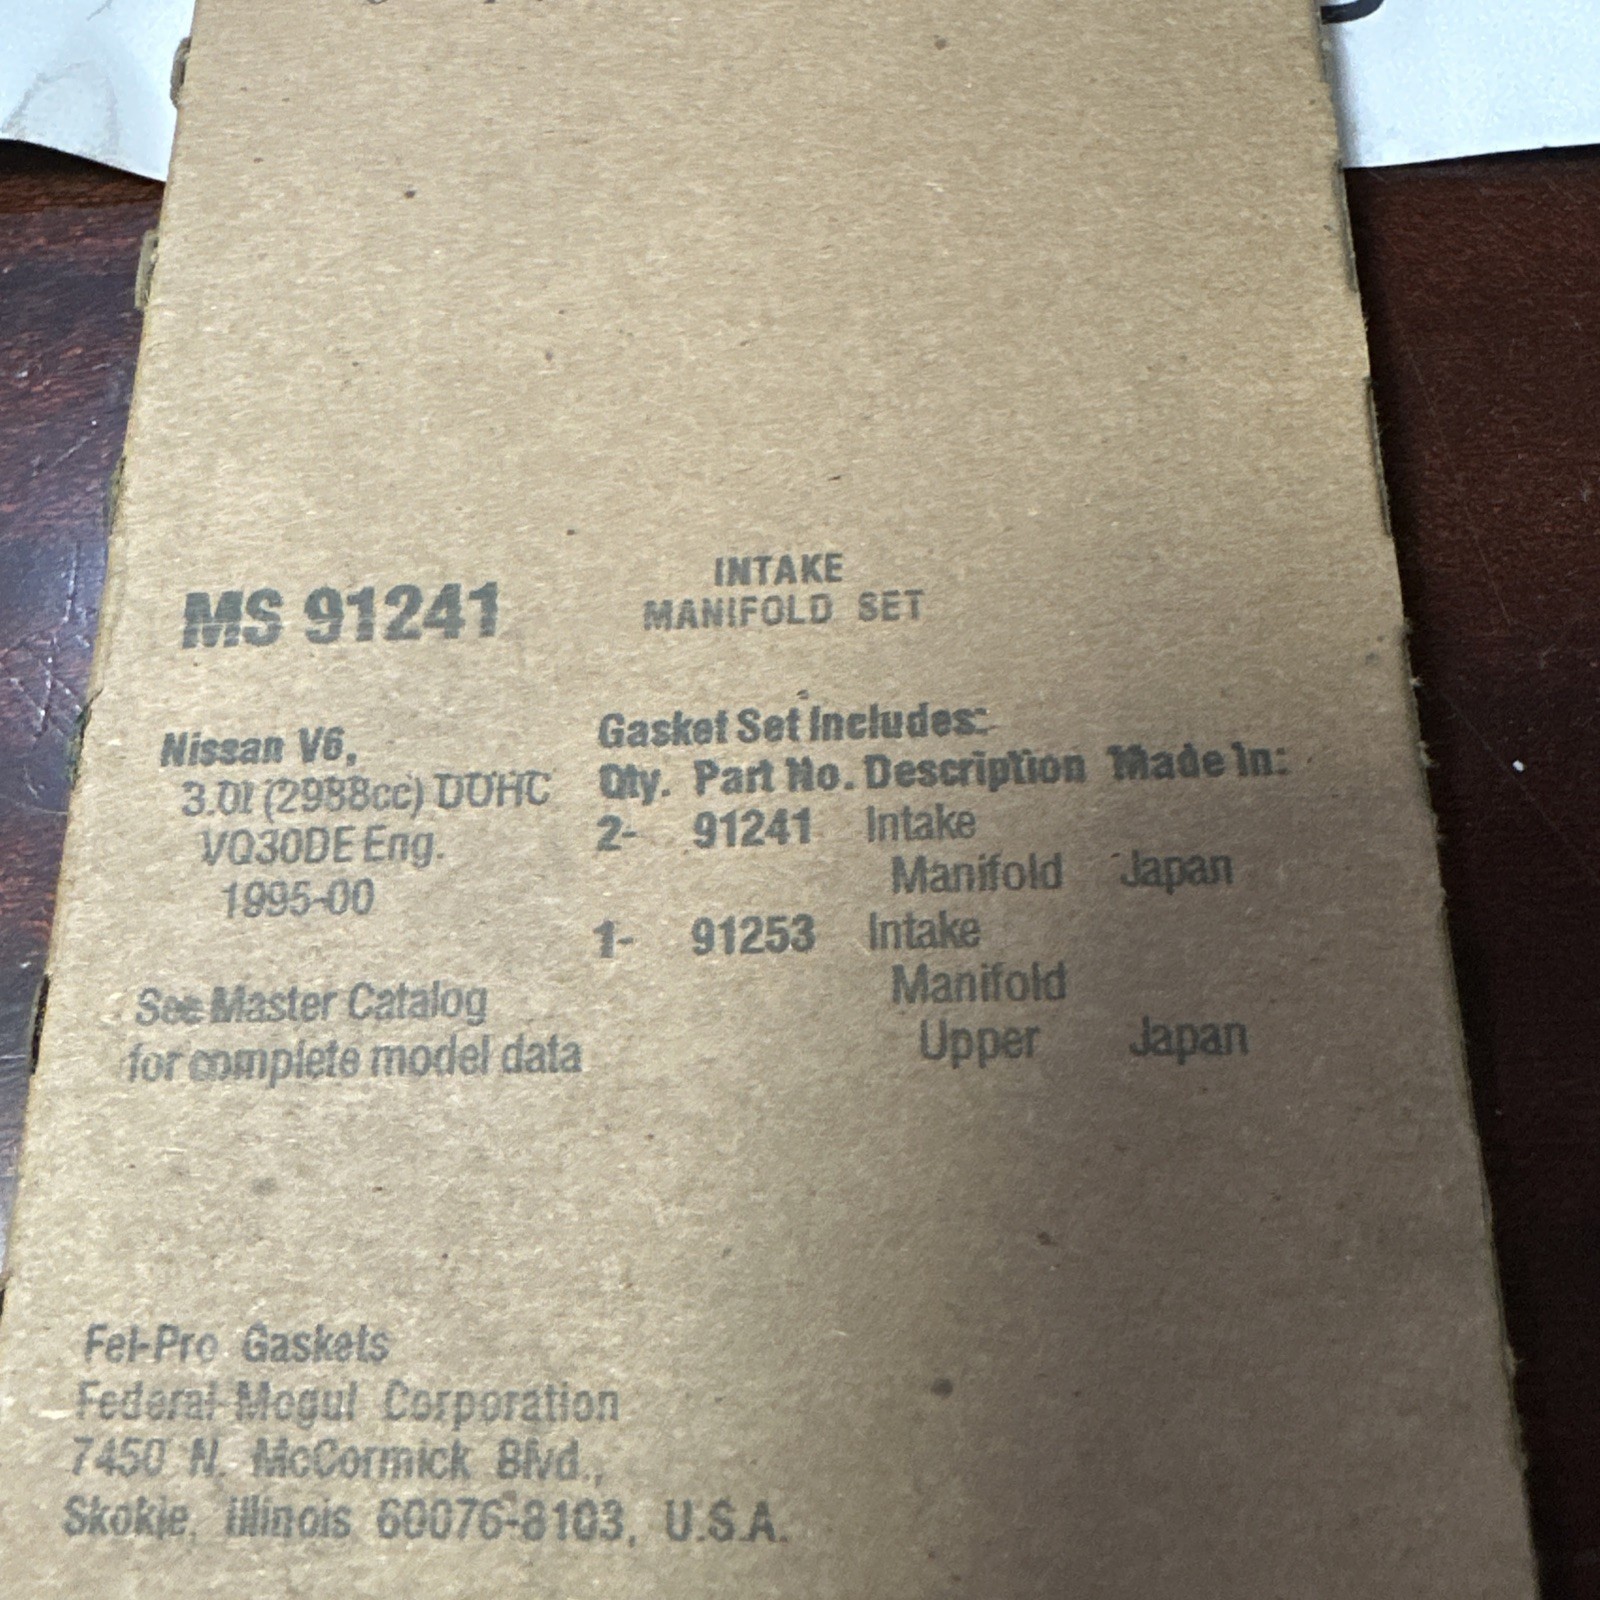 MS 91241
INTAKE
MANIFOLD SET
Nissan V6,
3.0l (2988cc) DOHC
VQ30DE Eng.
1995-00
See Master Catalog
for complete model data
Gasket Set Includes:
Qty. Part No. Description Made In:
2- 91241 Intake
Manifold Japan
1- 91253 Intake
Manifold
Upper Japan
Fel-Pro Gaskets
Federal-Mogul Corporation
7450 N. McCormick Blvd.,
Skokie, Illinois 60076-8103, U.S.A.